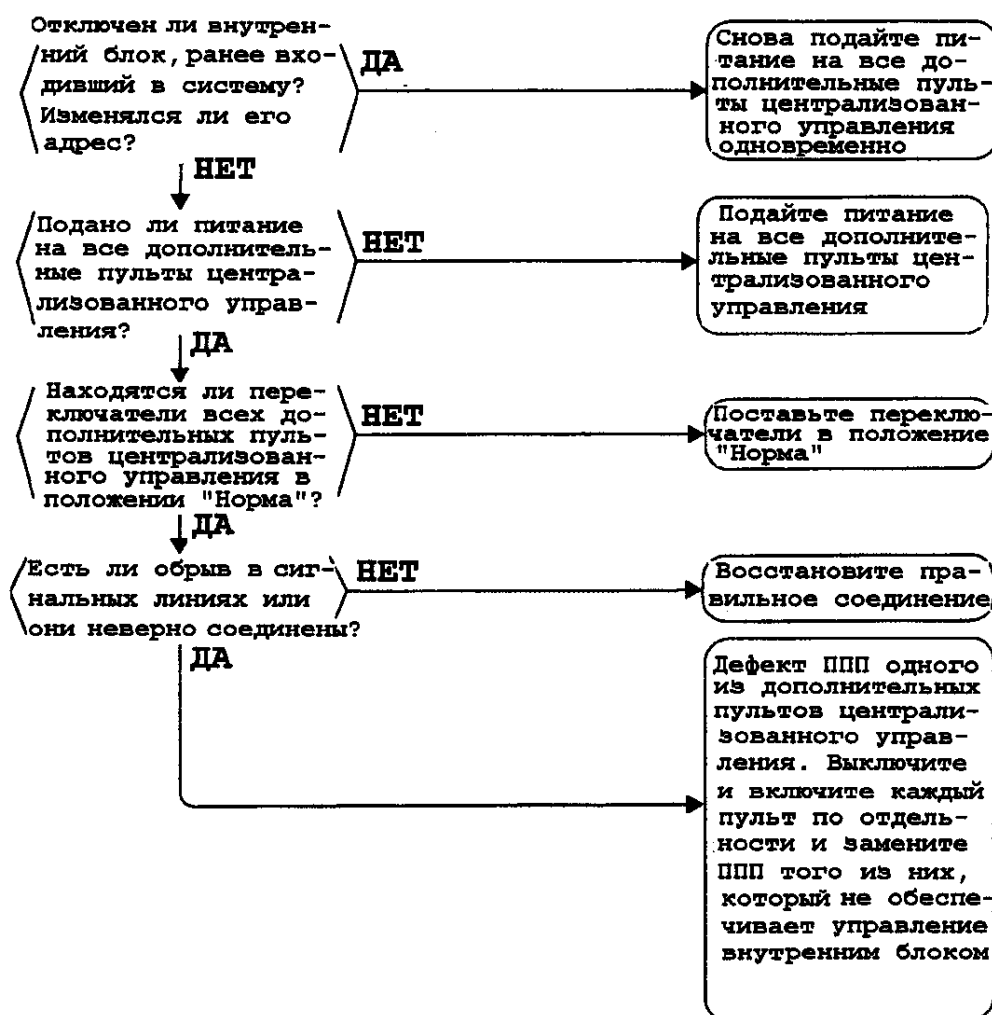 Отключен ли внутрен-
ний блок, ранее вхо-
дивший в систему?
Изменялся ли его
адрес?
ДА
Снова подайте пи-
тание на все до-
полнительные пуль-
ты централизован-
ного управления
одновременно
НЕТ
Подано ли питание
на все дополнитель-
ные пульты центра-
лизованного управ-
ления?
НЕТ
Подайте питание
на все дополните-
льные пульты цен-
трализованного
управления
ДА
Находятся ли пере-
ключатели всех до-
полнительных пуль-
тов централизован-
ного управления в
положении "Норма"?
НЕТ
Поставьте переклю-
чатели в положение
"Норма"
ДА
Есть ли обрыв в сиг-
нальных линиях или
они неверно соединены?
НЕТ
Восстановите пра-
вильное соединение
ДА
Дефект ППП одного
из дополнительных
пультов централи-
зованного управ-
ления. Выключите
и включите каждый
пульт по отдель-
ности и замените
ППП того из них,
который не обеспе-
чивает управление
внутренним блоком